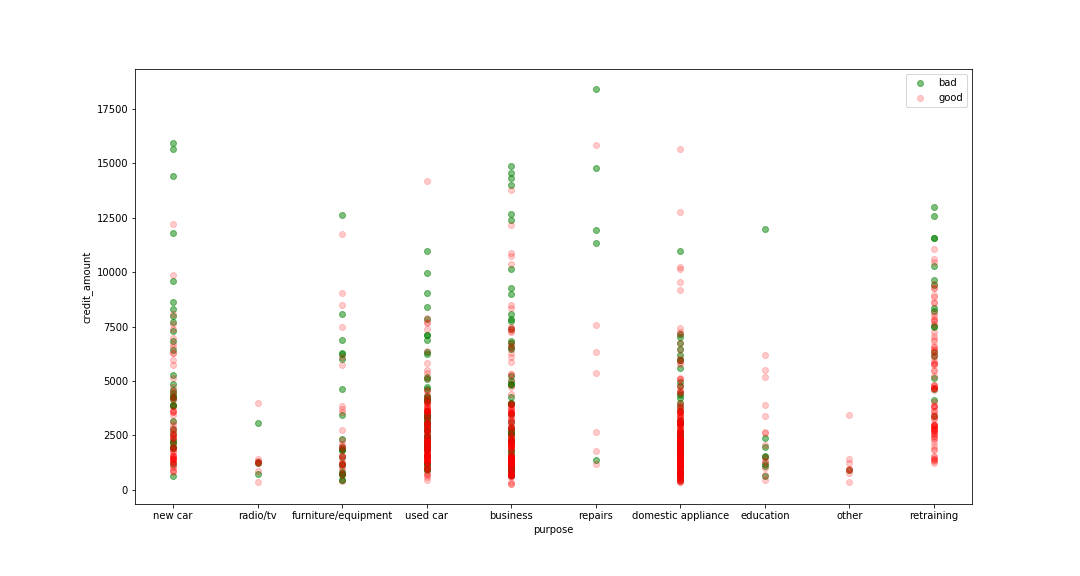 bad
good
17500
15000
12500
10000
7500
5000
2500
0
credit_amount
new car
radio/tv
furniture/equipment
used car
business
repairs
domestic appliance
education
other
retraining
purpose